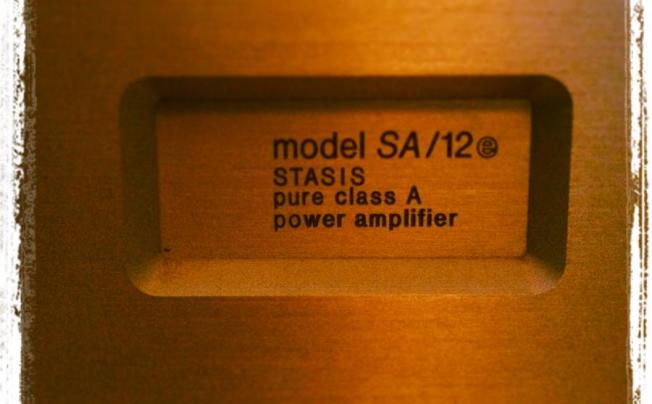 model SA/12ⓔ
STASIS
pure class A
power amplifier